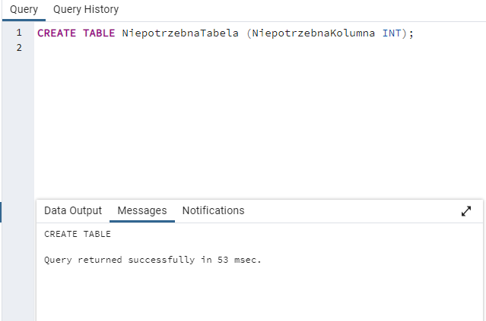 Query Query History
1 CREATE TABLE NiepotrzebnaTabela (NiepotrzebnaKolumna INT);
2
Data Output Messages Notifications
CREATE TABLE
Query returned successfully in 53 msec.